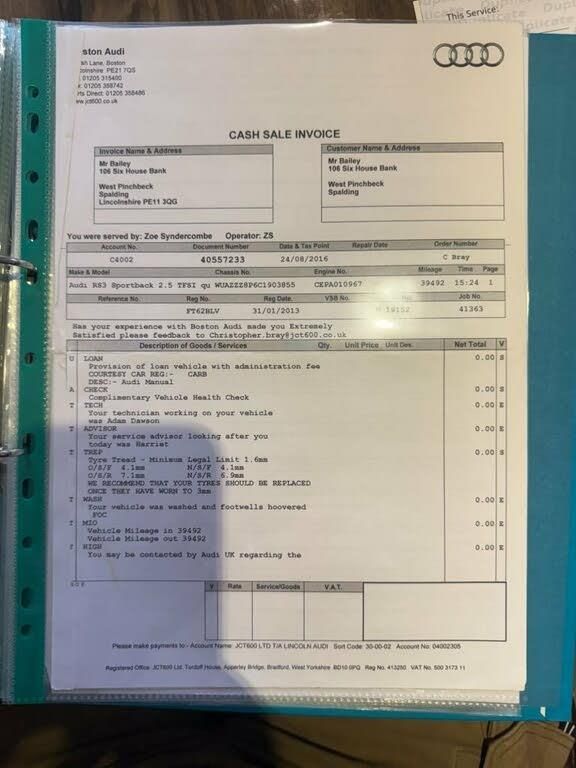 This Service:
ston Audi
sh Lane, Boston
colnshire PE21 7QS
01205 315400
x: 01205 358742
rts Direct: 01205 358486
ww.jct600.co.uk
CASH SALE INVOICE
Invoice Name & Address
Mr Bailey
106 Six House Bank
West Pinchbeck
Spalding
Lincolnshire PE11 3QG
Customer Name & Address
Mr Bailey
106 Six House Bank
West Pinchbeck
Spalding
You were served by: Zoe Syndercombe Operator: ZS
Account No. Document Number Date & Tax Point Repair Date Order Number
C4002 40557233 24/08/2016 C Bray
Make & Model Chassis No. Engine No. Mileage Time Page
Audi RS3 Sportback 2.5 TFSI qu WUAZZZ8P6C1903855 CEPA010967 39492 15:24 1
Reference No. Reg No. Reg Date. VSB No. Job No.
FT62BLV 31/01/2013 19152 41363
Has your experience with Boston Audi made you Extremely
Satisfied please feedback to Christopher.bray@jct600.co.uk
Description of Goods / Services Qty. Unit Price Unit Des. Net Total V
U LOAN 0.00 S
Provision of loan vehicle with administration fee
COURTESY CAR REG:- CARB
DESC:- Audi Manual
A CHECK 0.00 S
Complimentary Vehicle Health Check
T TECH 0.00 E
Your technician working on your vehicle
was Adam Dawson
T ADVISOR 0.00 E
Your service advisor looking after you
today was Harriet
T TREP 0.00 S
Tyre Tread - Minimum Legal Limit 1.6mm
O/S/F 4.1mm N/S/F 4.1mm
O/S/R 7.1mm N/S/R 6.9mm
WE RECOMMEND THAT YOUR TYRES SHOULD BE REPLACED
ONCE THEY HAVE WORN TO 3mm
T WASH 0.00 E
Your vehicle was washed and footwells hoovered
FOC
T MIO 0.00 E
Vehicle Mileage in 39492
Vehicle Mileage out 39492
T HIGH 0.00 E
You may be contacted by Audi UK regarding the
E O E
V Rate Service/Goods V.A.T.
Please make payments to - Account Name: JCT600 LTD T/A LINCOLN AUDI Sort Code: 30-00-02 Account No: 04002305
Registered Office JCT600 Ltd. Tordoff House, Apperley Bridge, Bradford, West Yorkshire BD10 0PQ Reg No. 413250 VAT No. 500 3173 11